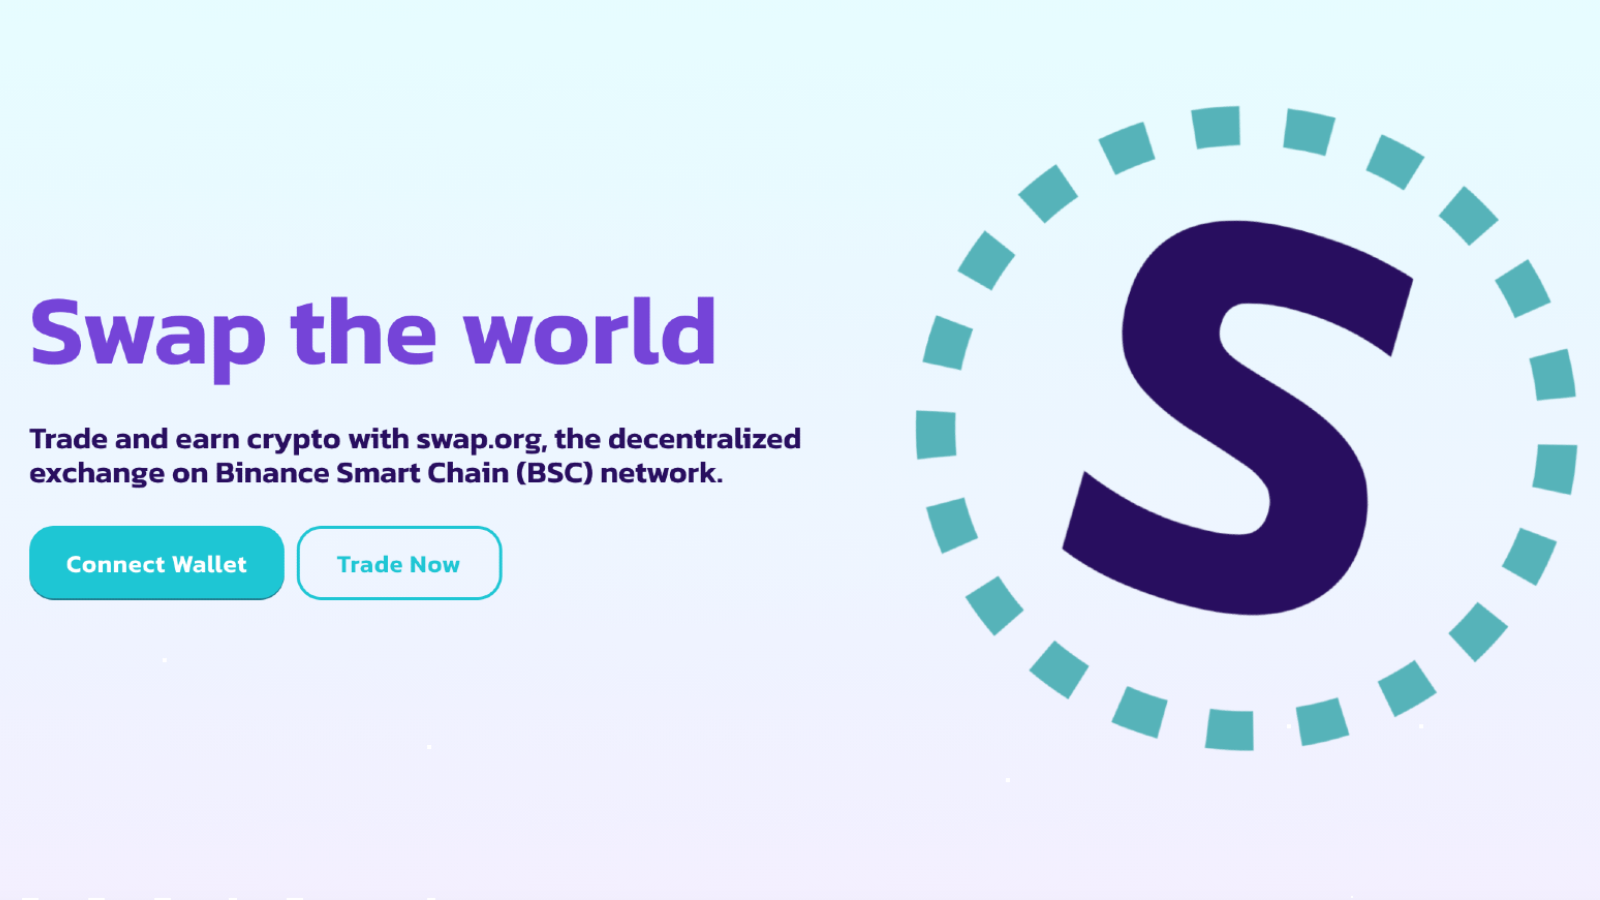 Swap the world
Trade and earn crypto with swap.org, the decentralized
exchange on Binance Smart Chain (BSC) network.
Connect Wallet
Trade Now
S